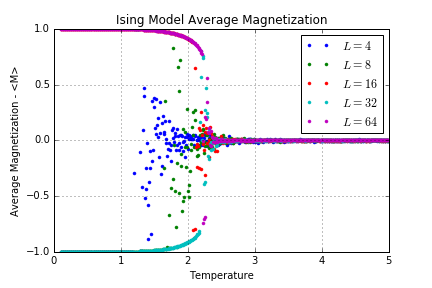 Ising Model Average Magnetization
Average Magnetization - <M>
1.0
0.5
0.0
−0.5
−1.0
0
1
2
3
4
5
Temperature
L = 4
L = 8
L = 16
L = 32
L = 64